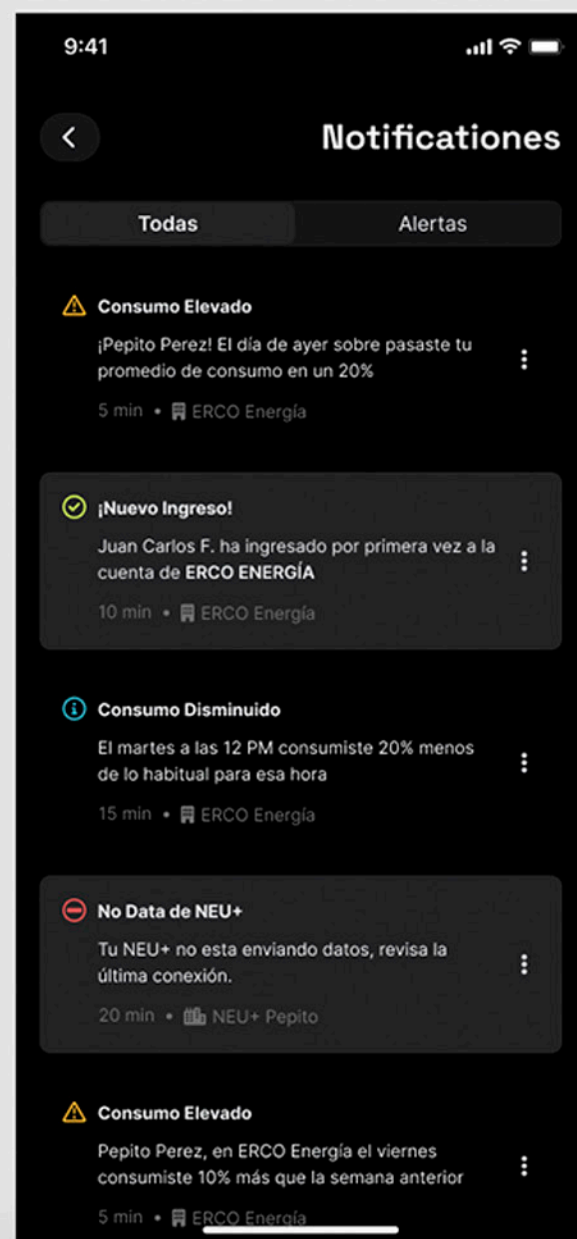 9:41
Notificationes
Todas
Alertas
Consumo Elevado
¡Pepito Perez! El día de ayer sobre pasaste tu
promedio de consumo en un 20%
5 min • ERCO Energía
¡Nuevo Ingreso!
Juan Carlos F. ha ingresado por primera vez a la
cuenta de ERCO ENERGÍA
10 min • ERCO Energía
Consumo Disminuido
El martes a las 12 PM consumiste 20% menos
de lo habitual para esa hora
15 min • ERCO Energía
No Data de NEU+
Tu NEU+ no esta enviando datos, revisa la
última conexión.
20 min • NEU+ Pepito
Consumo Elevado
Pepito Perez, en ERCO Energía el viernes
consumiste 10% más que la semana anterior
5 min • ERCO Energía